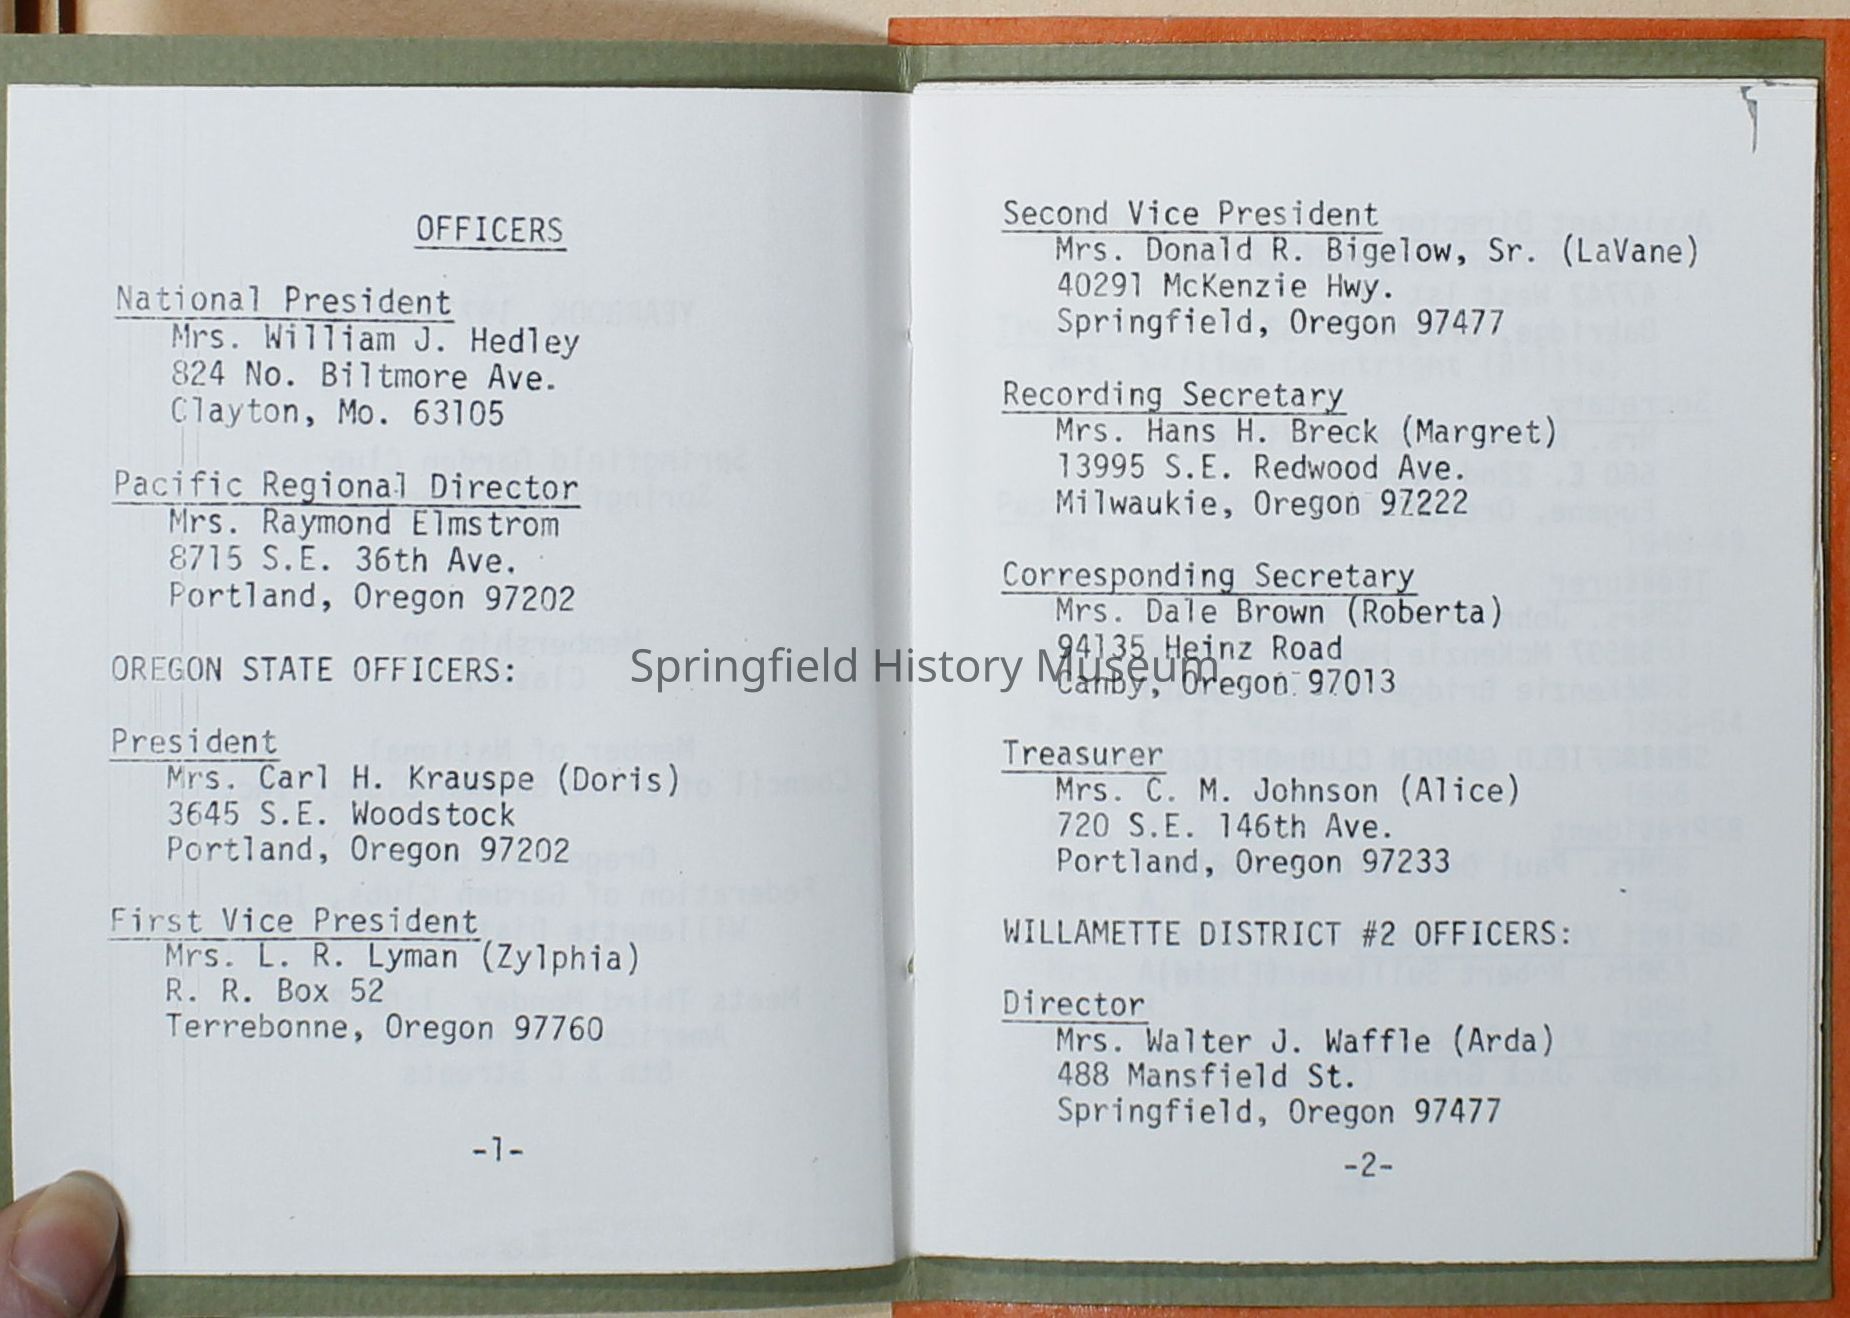 OFFICERS
National President
Mrs. William J. Hedley
824 No. Biltmore Ave.
Clayton, Mo. 63105
Pacific Regional Director
Mrs. Raymond Elmstrom
8715 S.E. 36th Ave.
Portland, Oregon 97202
OREGON STATE OFFICERS:
President
Mrs. Carl H. Krauspe (Doris)
3645 S.E. Woodstock
Portland, Oregon 97202
First Vice President
Mrs. L. R. Lyman (Zylphia)
R. R. Box 52
Terrebonne, Oregon 97760
-1-
Second Vice President
Mrs. Donald R. Bigelow, Sr. (LaVane)
40291 McKenzie Hwy.
Springfield, Oregon 97477
Recording Secretary
Mrs. Hans H. Breck (Margret)
13995 S.E. Redwood Ave.
Milwaukie, Oregon 97222
Corresponding Secretary
Mrs. Dale Brown (Roberta)
94135 Heinz Road
Canby, Oregon 97013
Treasurer
Mrs. C. M. Johnson (Alice)
720 S.E. 146th Ave.
Portland, Oregon 97233
WILLAMETTE DISTRICT #2 OFFICERS:
Director
Mrs. Walter J. Waffle (Arda)
488 Mansfield St.
Springfield, Oregon 97477
-2-
Springfield History Museum